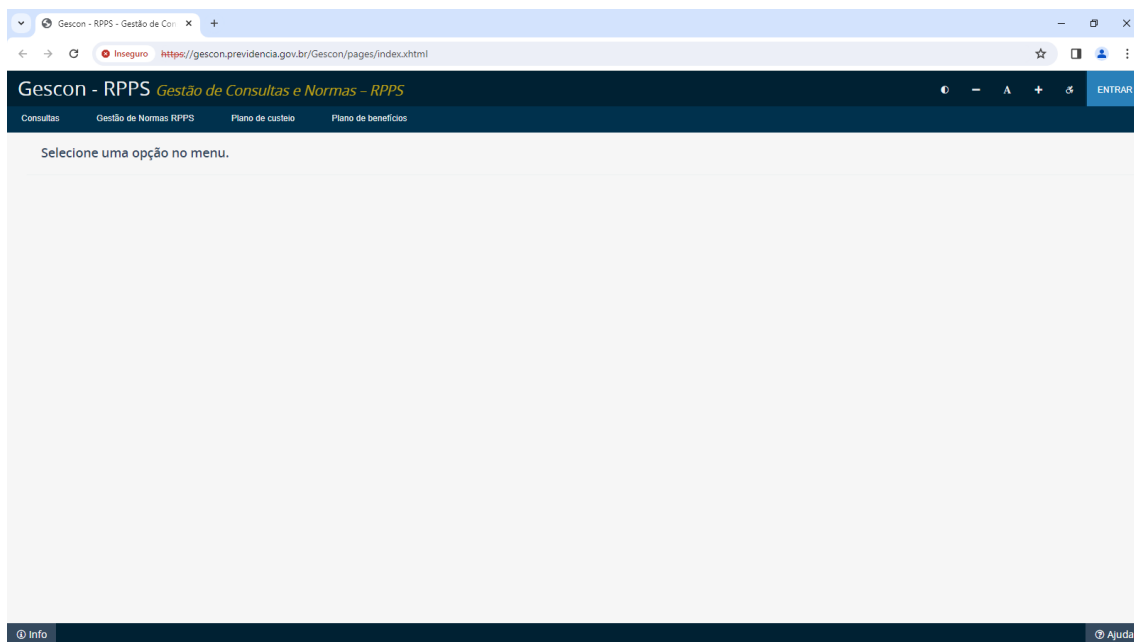 Gescon - RPPS - Gestão de Con
Inseguro https://gescon.previdencia.gov.br/Gescon/pages/index.xhtml
Gescon - RPPS Gestão de Consultas e Normas – RPPS A ENTRAR
Consultas Gestão de Normas RPPS Plano de custeio Plano de benefícios
Selecione uma opção no menu.
Info Ajuda